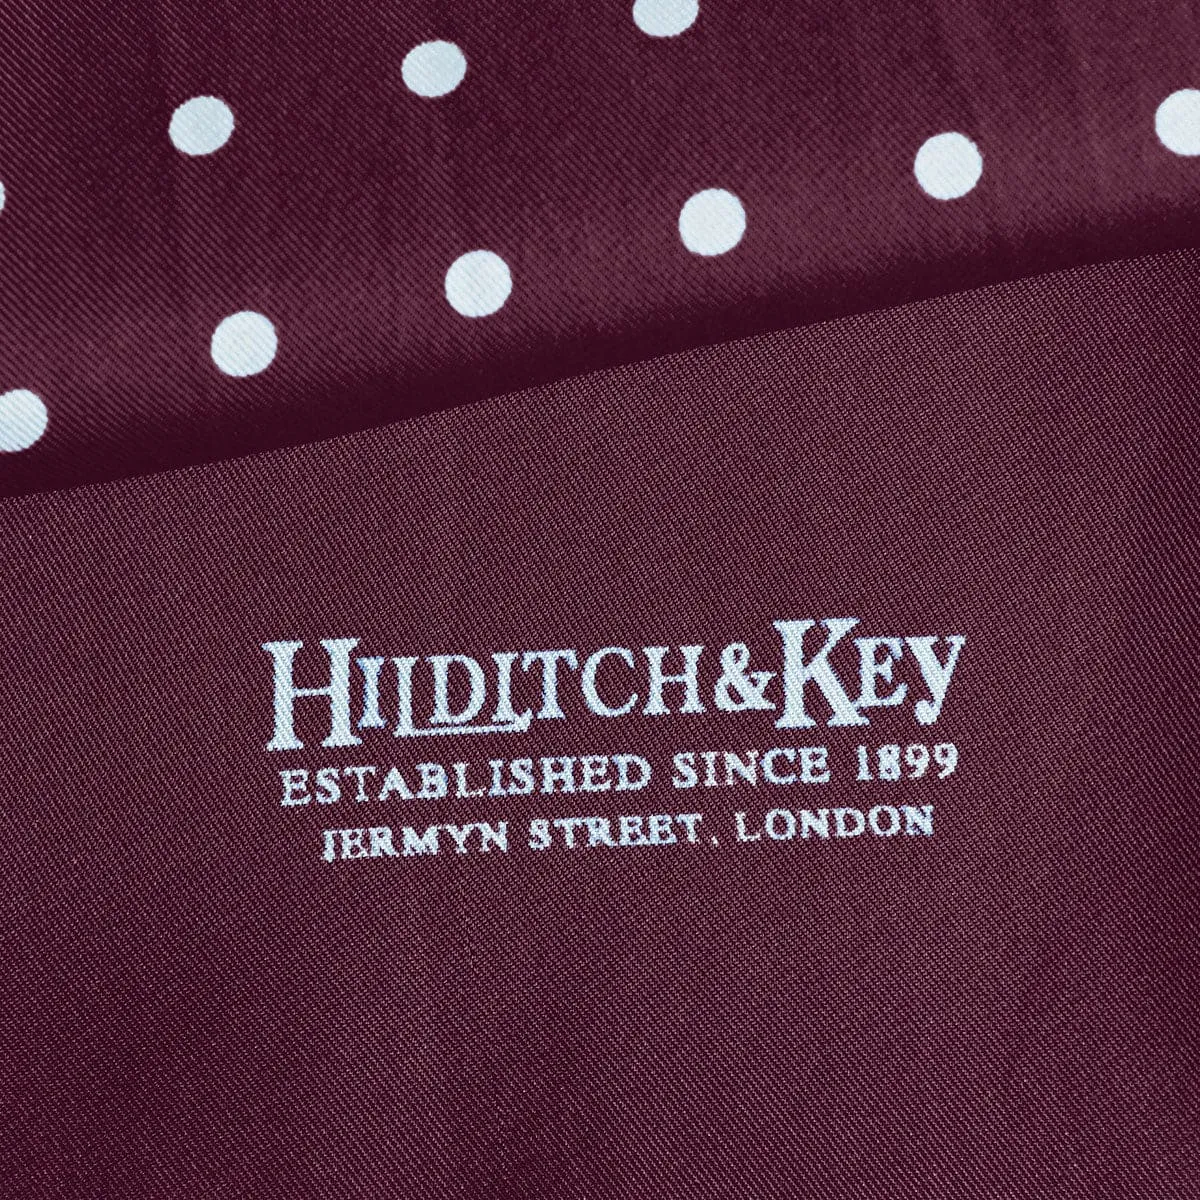 HILDITCH & KEY
ESTABLISHED SINCE 1899
JERMYN STREET, LONDON